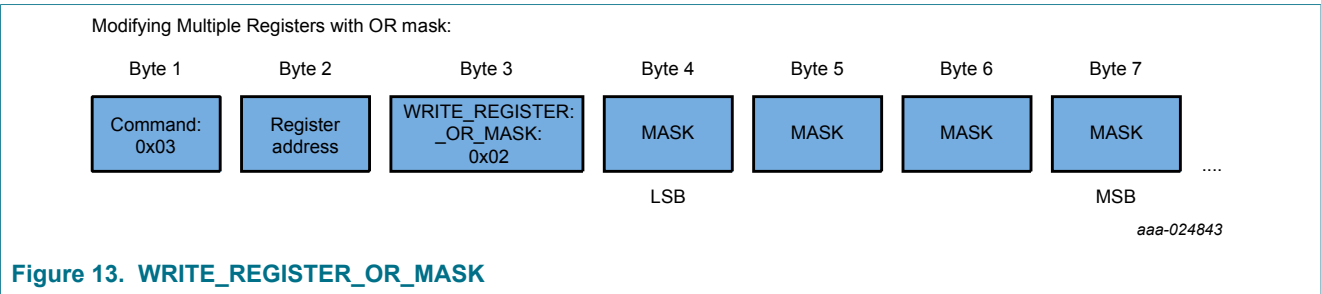 Modifying Multiple Registers with OR mask:
Byte 1 Byte 2 Byte 3 Byte 4 Byte 5 Byte 6 Byte 7
Command:
0x03
Register
address
WRITE_REGISTER:
_OR_MASK:
0x02
MASK
MASK
MASK
MASK
....
LSB MSB
aaa-024843
Figure 13. WRITE_REGISTER_OR_MASK